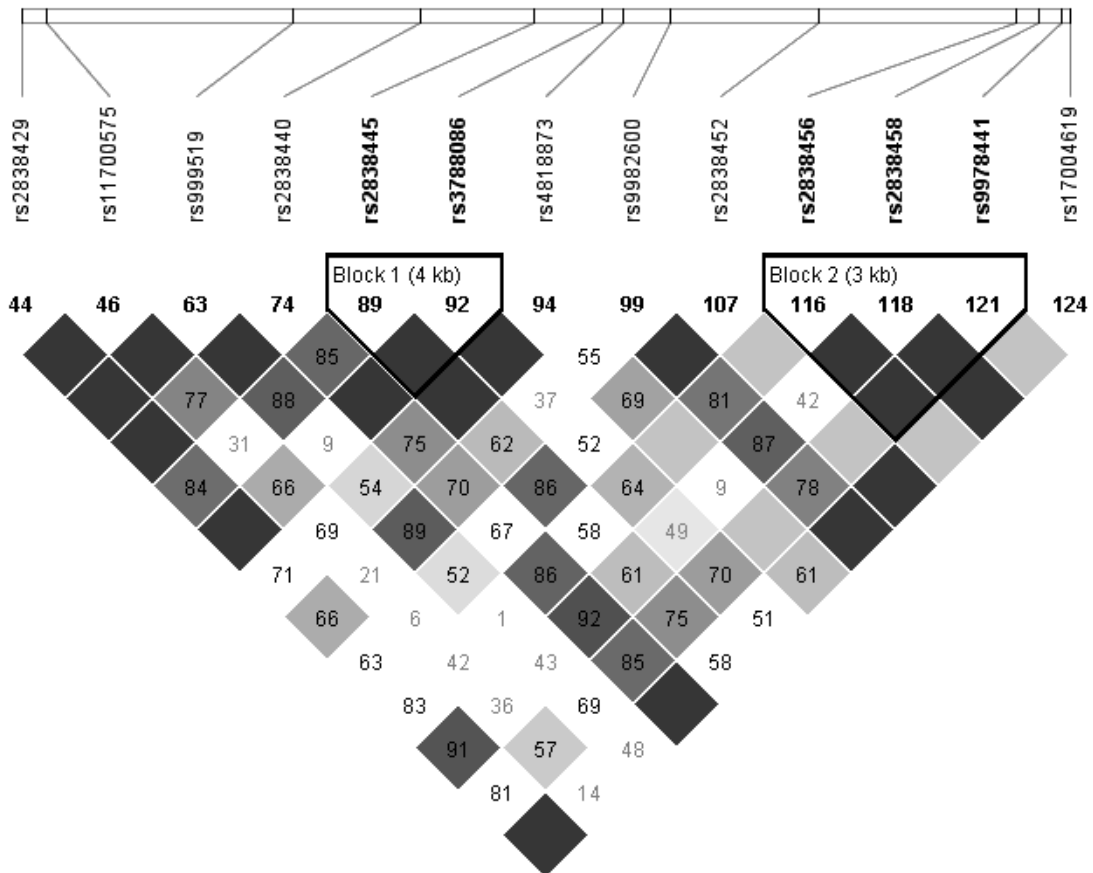 rs2838429
rs11700575
rs999519
rs2838440
rs2838445
rs3788086
rs4818873
rs9982600
rs2838452
rs2838456
rs2838458
rs9978441
rs17004619
Block 1 (4 kb) Block 2 (3 kb)
44 46 63 74 89 92 94 99 107 116 118 121 124
85 55
77 88 37 69 81 42
31 9 75 62 52 87
84 66 54 70 86 64 9 78
69 89 67 58 49
71 21 52 86 61 70 61
66 6 1 92 75 51
63 42 43 85 58
83 36 69
91 57 48
81 14